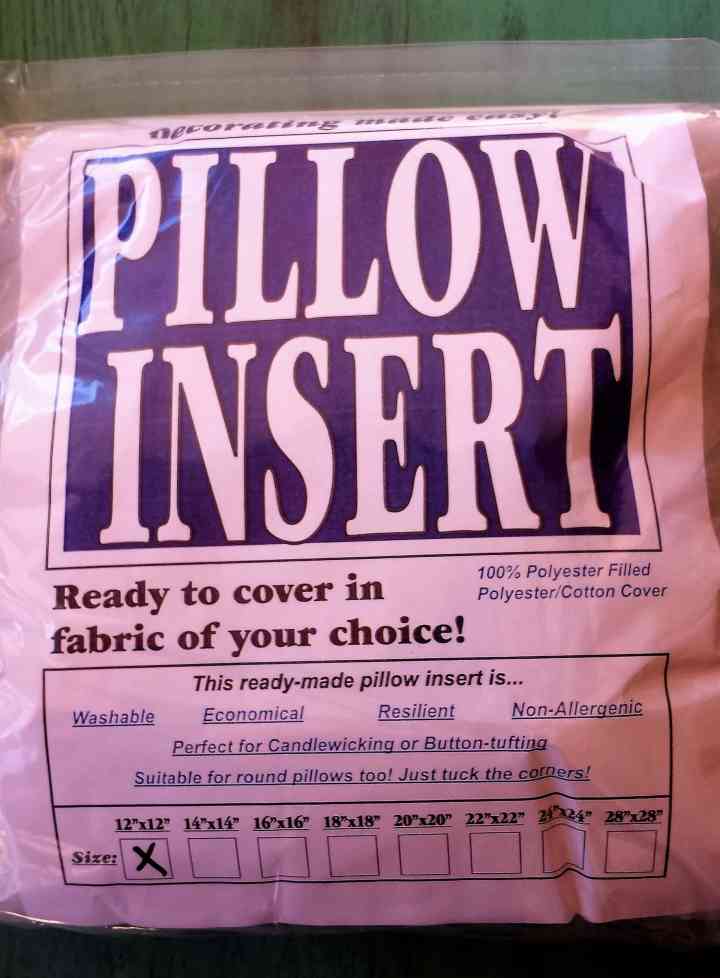 Decorating made easy!
PILLOW
INSERT
Ready to cover in
fabric of your choice!
100% Polyester Filled
Polyester/Cotton Cover
This ready-made pillow insert is...
Washable Economical Resilient Non-Allergenic
Perfect for Candlewicking or Button-tufting
Suitable for round pillows too! Just tuck the corners!
12"x12" 14"x14" 16"x16" 18"x18" 20"x20" 22"x22" 24"x24" 28"x28"
Size: X